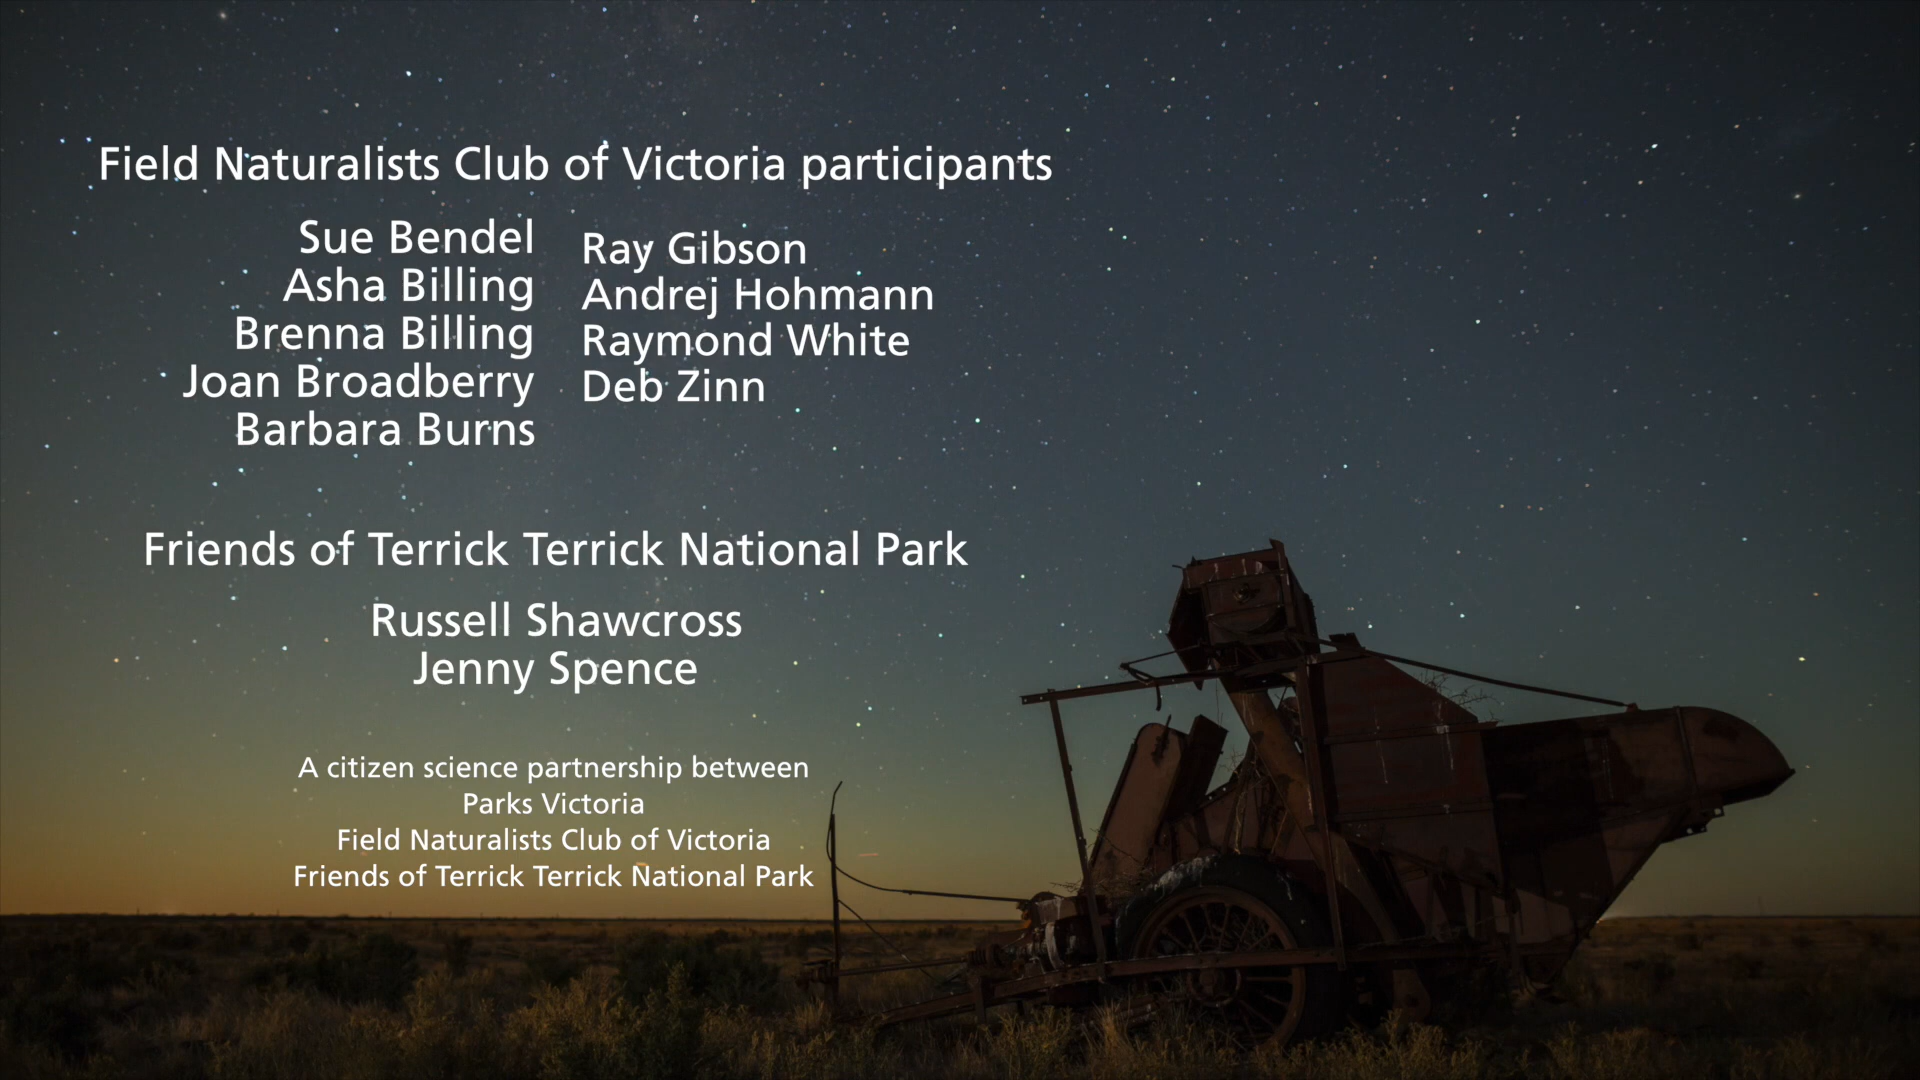 Field Naturalists Club of Victoria participants
Sue Bendel
Asha Billing
Brenna Billing
Joan Broadberry
Barbara Burns
Ray Gibson
Andrej Hohmann
Raymond White
Deb Zinn
Friends of Terrick Terrick National Park
Russell Shawcross
Jenny Spence
A citizen science partnership between
Parks Victoria
Field Naturalists Club of Victoria
Friends of Terrick Terrick National Park